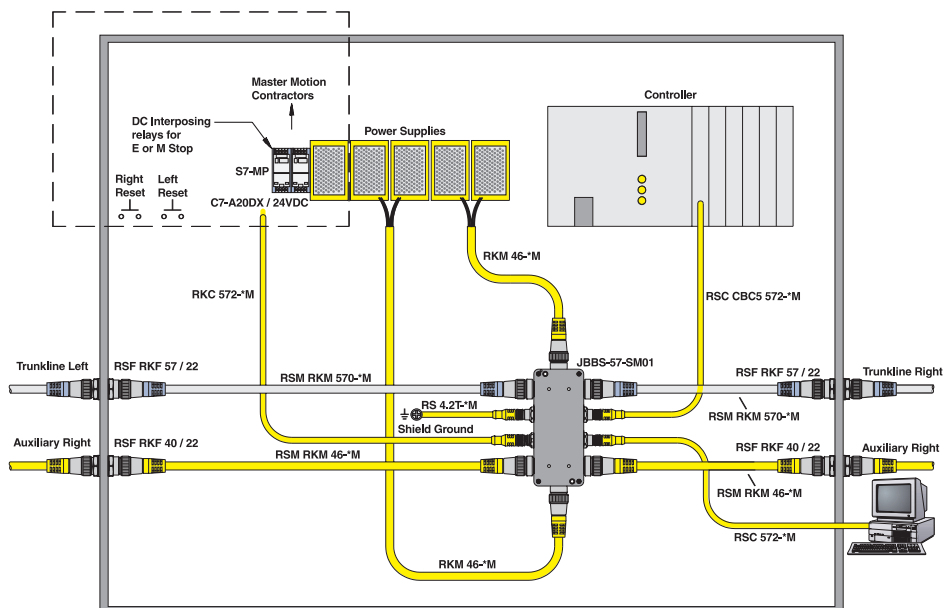 Master Motion
Contractors
Controller
DC Interposing
relays for
E or M Stop
Power Supplies
S7-MP
Right
Reset
Left
Reset
C7-A20DX / 24VDC
RKM 46-*M
RKC 572-*M
RSC CBC5 572-*M
Trunkline Left
RSF RKF 57 / 22
RSM RKM 570-*M
JBBS-57-SM01
RSF RKF 57 / 22
Trunkline Right
RS 4.2T-*M
RSM RKM 570-*M
Shield Ground
Auxiliary Right
RSF RKF 40 / 22
RSM RKM 46-*M
RSF RKF 40 / 22
Auxiliary Right
RSM RKM 46-*M
RSC 572-*M
RKM 46-*M